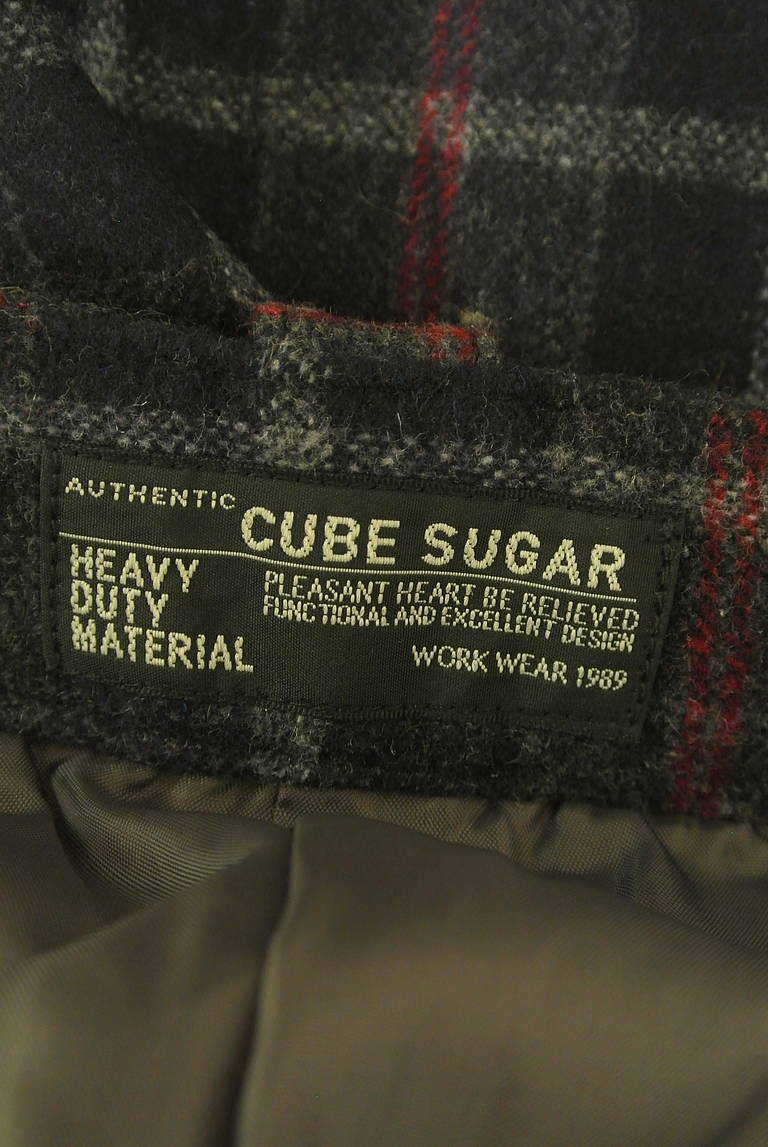 AUTHENTIC CUBE SUGAR
HEAVY
DUTY
MATERIAL
PLEASANT HEART BE RELIEVED
FUNCTIONAL AND EXCELLENT DESIGN
WORK WEAR 1989